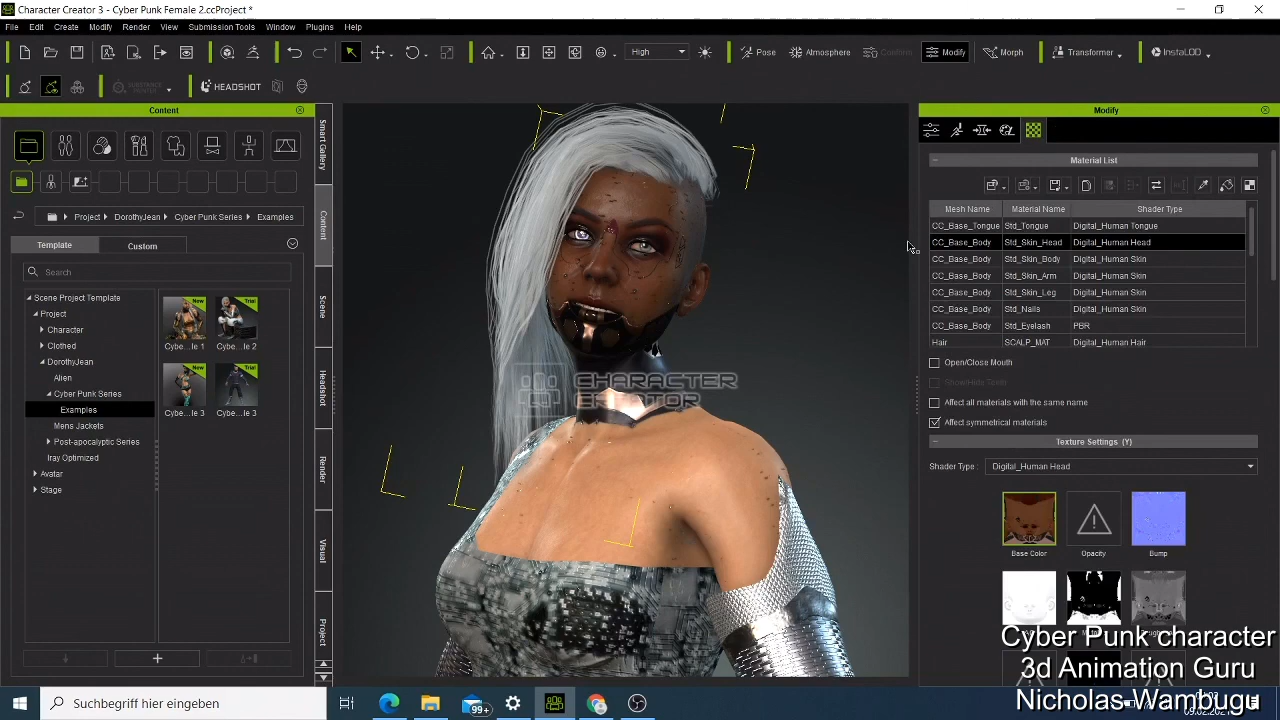 Character Creator 3 - Cyber Punk Female 2.ccProject *
File Edit Modify Create Render View Submission Tools Window Plugins Help
High Pose Atmosphere Combine Modify Morph Transformer InstaLOD
SUBSTANCE PAINTER HEADSHOT
Content
Project DorothyJean Cyber Punk Series Examples
Template Custom
Search
Scene Project Template
Project
Character
Clothed
DorothyJean
Alien
Cyber Punk Series
Examples
Mens Jackets
Post-apocalyptic Series
Iray Optimized
Avatar
Stage
New Trial
Cybe...le 1 Cybe...le 2
New Trial
Cybe...le 3 Cybe...le 3
Smart Gallery
Content
Scene
Headshot
Render
Visual
Project
CHARACTER
CREATOR
Modify
Material List
Mesh Name Material Name Shader Type
CC_Base_Tongue Std_Tongue Digital_Human Tongue
CC_Base_Body Std_Skin_Head Digital_Human Head
CC_Base_Body Std_Skin_Body Digital_Human Skin
CC_Base_Body Std_Skin_Arm Digital_Human Skin
CC_Base_Body Std_Skin_Leg Digital_Human Skin
CC_Base_Body Std_Nails Digital_Human Skin
CC_Base_Body Std_Eyelash PBR
Hair SCALP_MAT Digital_Human Hair
Open/Close Mouth
Affect all materials with the same name
Affect symmetrical materials
Texture Settings (Y)
Shader Type : Digital_Human Head
Base Color Opacity Bump
Cyber Punk character
3d Animation Guru
Nicholas Wambugu
Suchbegriff hier eingeben
99+